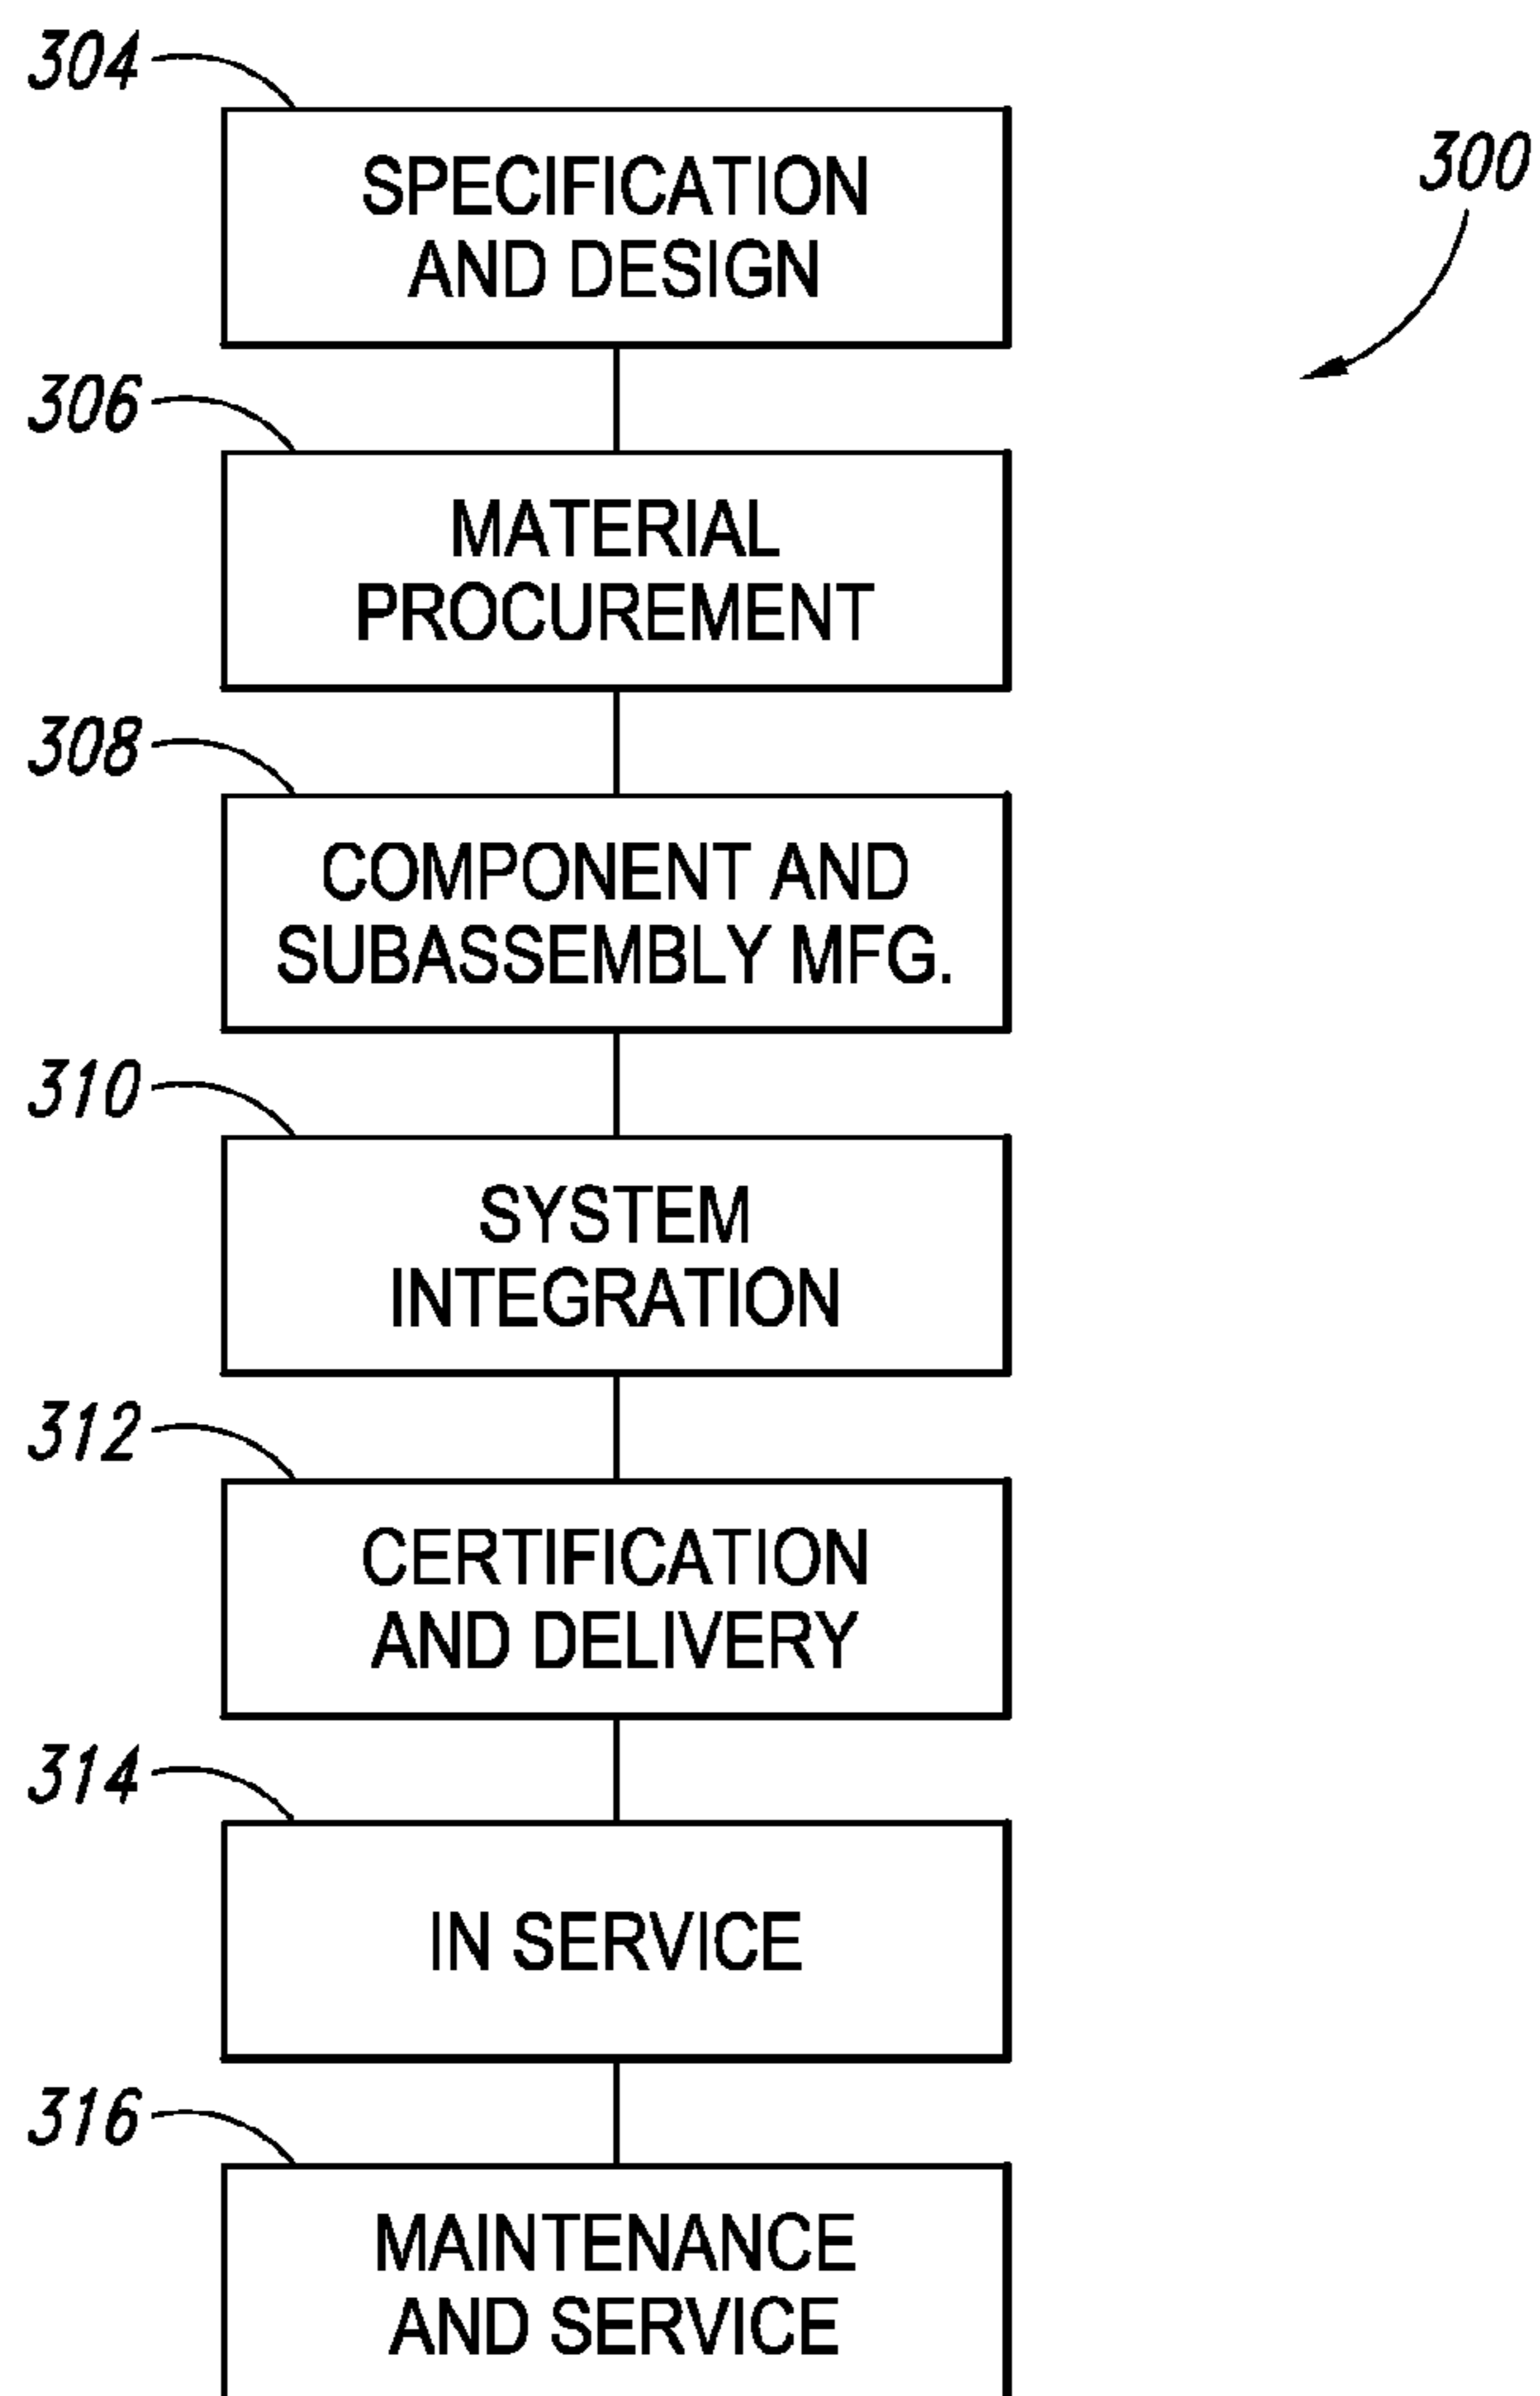 304
SPECIFICATION
AND DESIGN
300
306
MATERIAL
PROCUREMENT
308
COMPONENT AND
SUBASSEMBLY MFG.
310
SYSTEM
INTEGRATION
312
CERTIFICATION
AND DELIVERY
314
IN SERVICE
316
MAINTENANCE
AND SERVICE